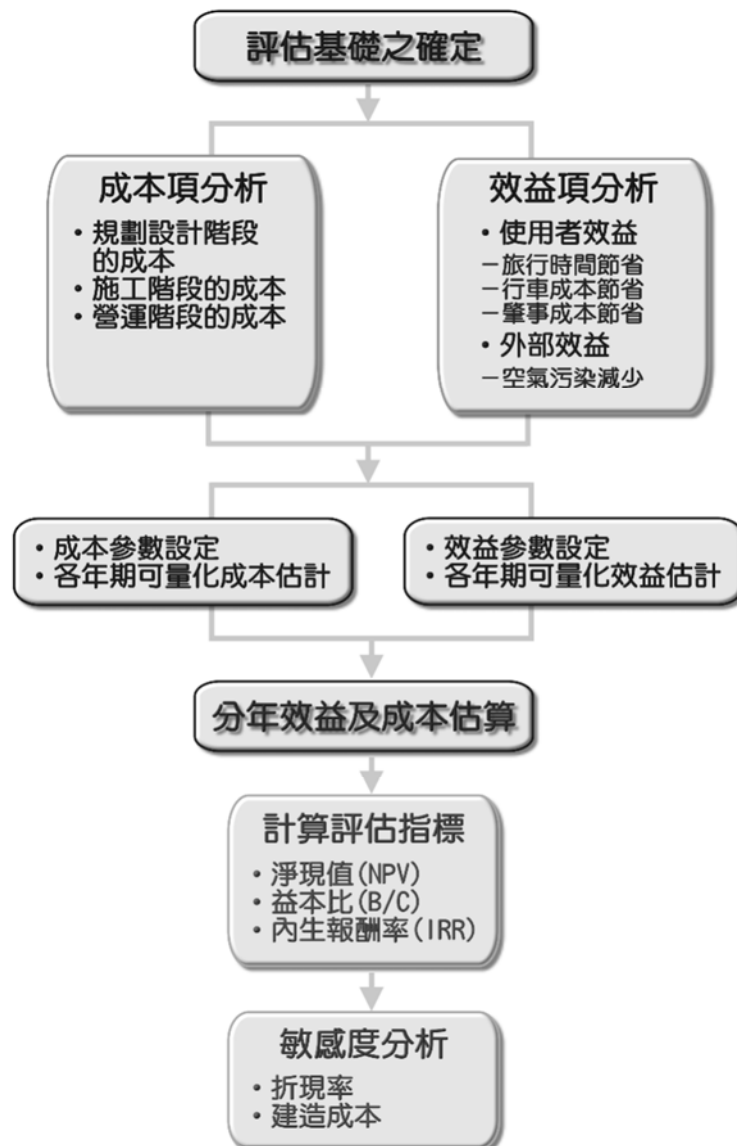 評估基礎之確定
成本項分析
・規劃設計階段
的成本
・施工階段的成本
・營運階段的成本
效益項分析
・使用者效益
－旅行時間節省
－行車成本節省
－肇事成本節省
・外部效益
－空氣污染減少
・成本參數設定
・各年期可量化成本估計
・效益參數設定
・各年期可量化效益估計
分年效益及成本估算
計算評估指標
・淨現值(NPV)
・益本比(B/C)
・內生報酬率(IRR)
敏感度分析
・折現率
・建造成本